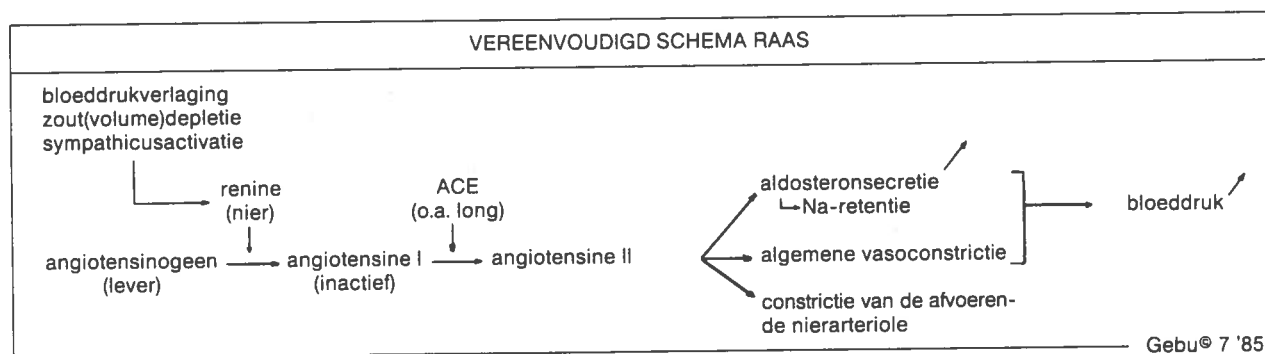 VEREENVOUDIGD SCHEMA RAAS
bloeddrukverlaging
zout(volume)depletie
sympathicusactivatie
renine
(nier)
ACE
(o.a. long)
angiotensinogeen
(lever)
angiotensine I
(inactief)
angiotensine II
aldosteronsecretie
Na-retentie
algemene vasoconstrictie
constrictie van de afvoeren-
de nierarteriole
bloeddruk
Gebu© 7 '85